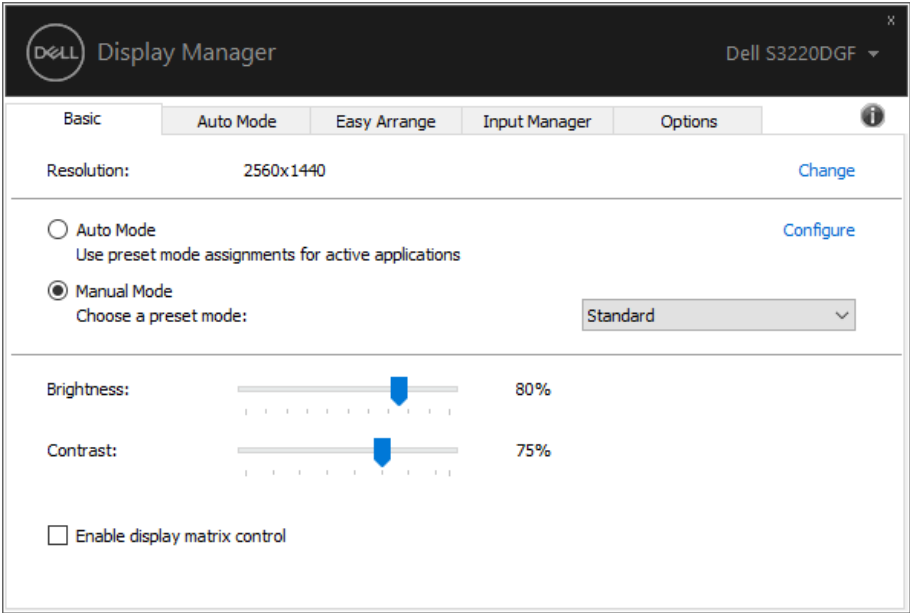 x
DELL
Display Manager
Dell S3220DGF
Basic
Auto Mode
Easy Arrange
Input Manager
Options
i
Resolution:
2560x1440
Change
Auto Mode
Configure
Use preset mode assignments for active applications
Manual Mode
Choose a preset mode:
Standard
Brightness:
80%
Contrast:
75%
Enable display matrix control